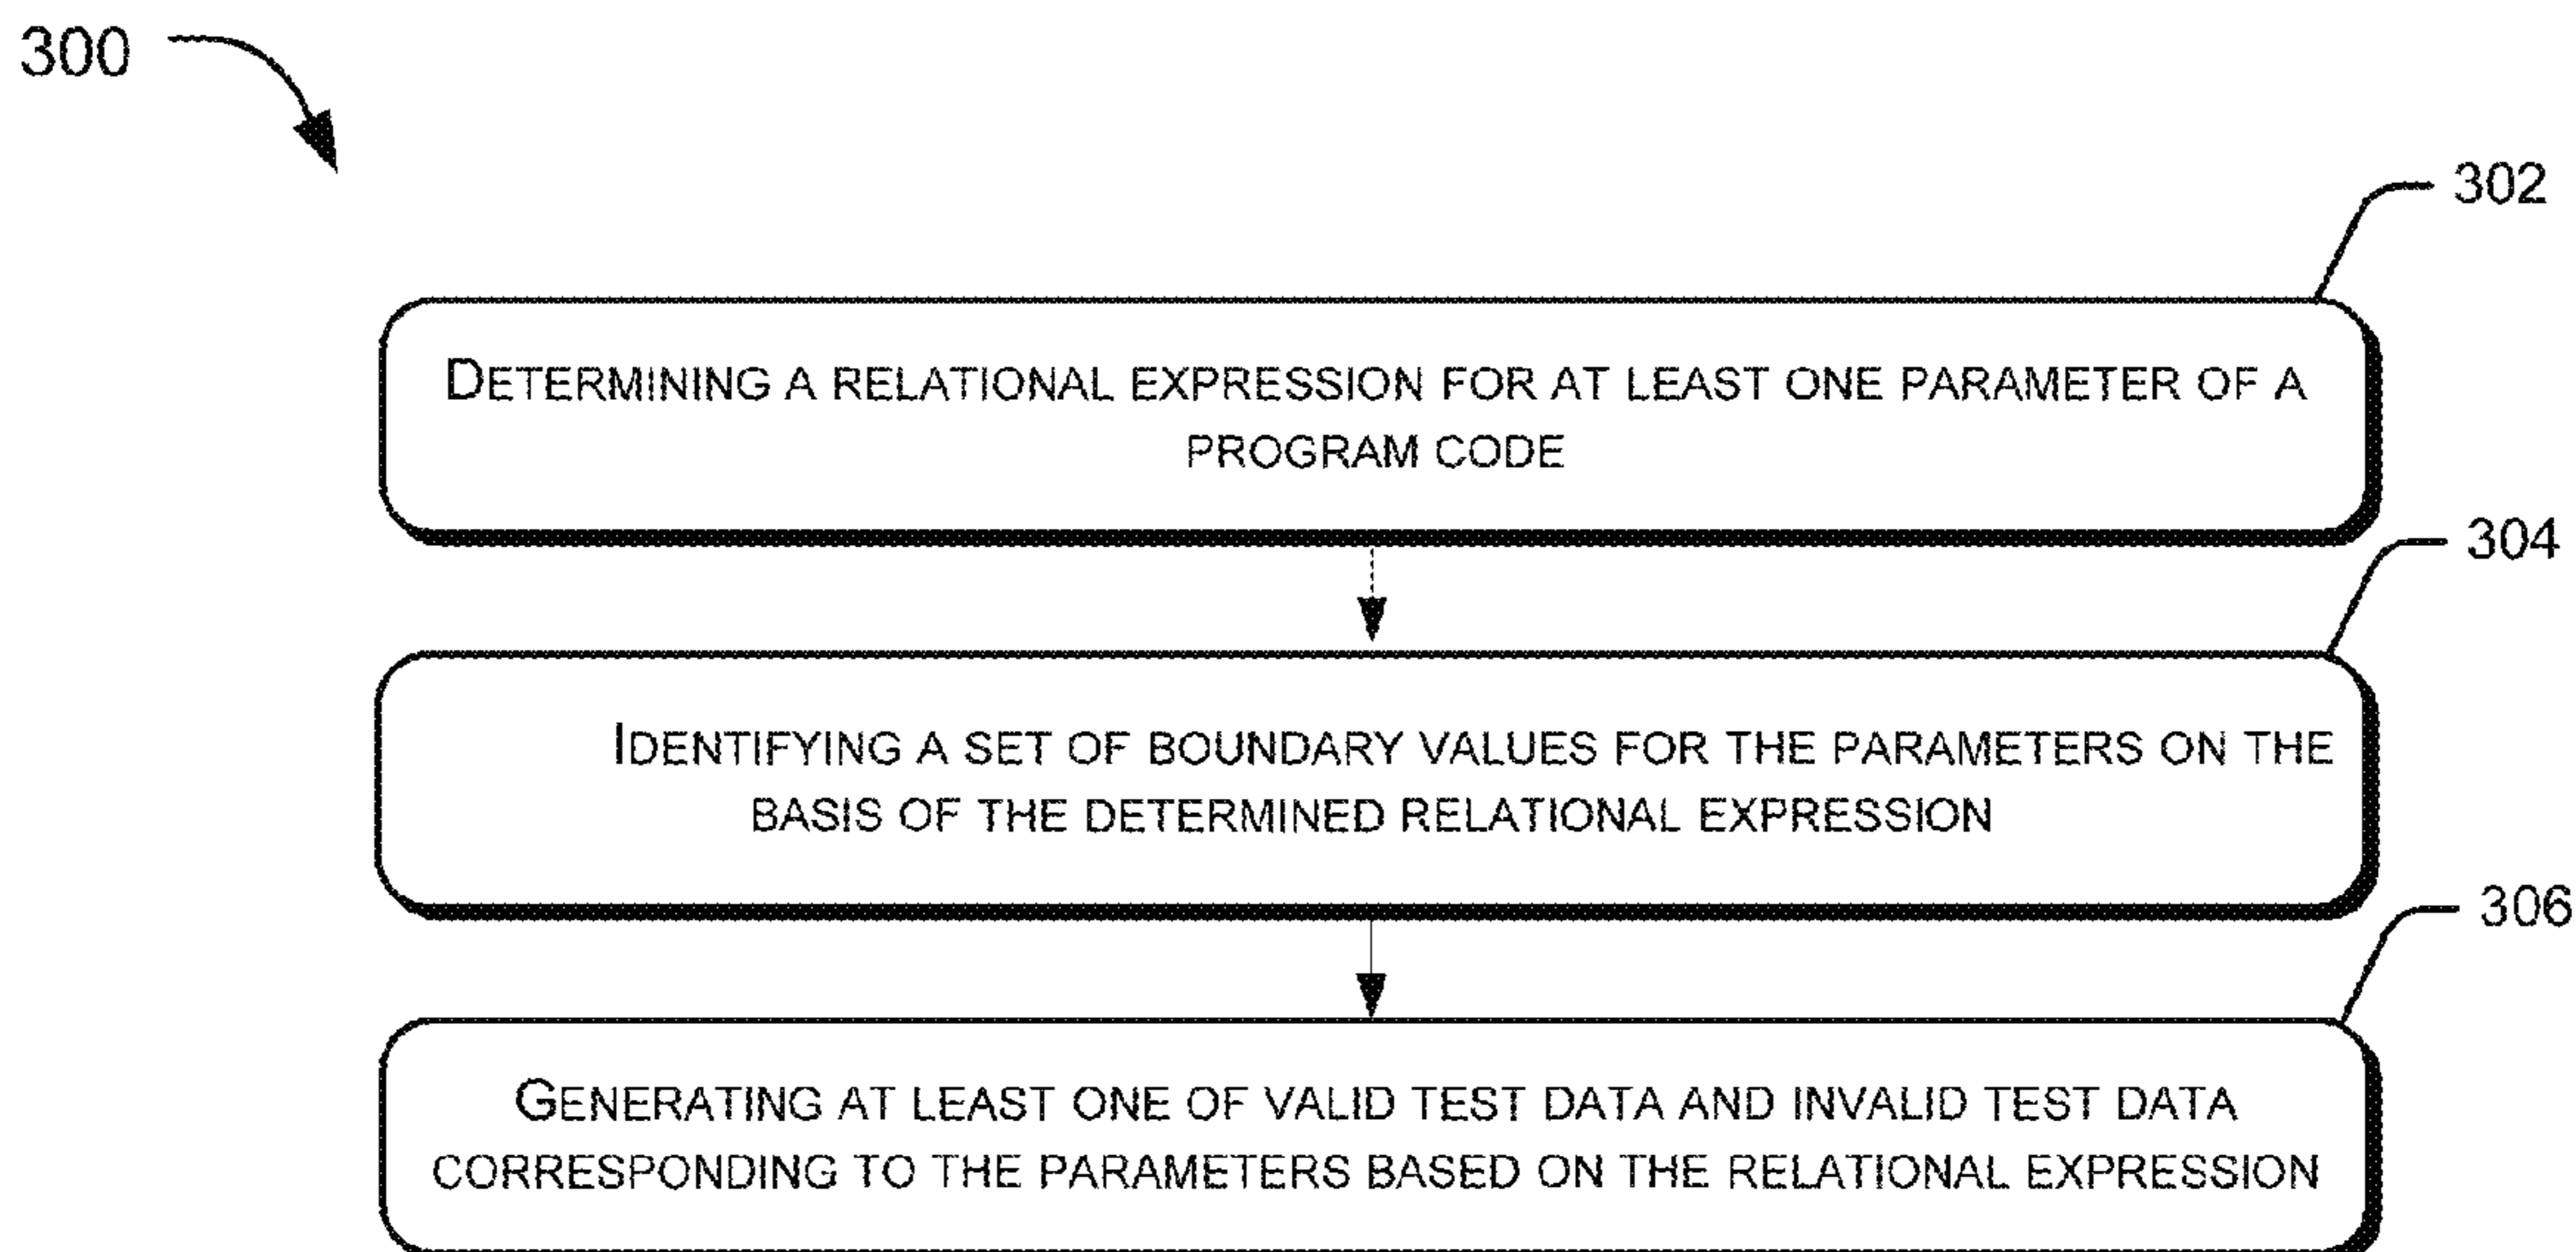 300
302
DETERMINING A RELATIONAL EXPRESSION FOR AT LEAST ONE PARAMETER OF A
PROGRAM CODE
304
IDENTIFYING A SET OF BOUNDARY VALUES FOR THE PARAMETERS ON THE
BASIS OF THE DETERMINED RELATIONAL EXPRESSION
306
GENERATING AT LEAST ONE OF VALID TEST DATA AND INVALID TEST DATA
CORRESPONDING TO THE PARAMETERS BASED ON THE RELATIONAL EXPRESSION